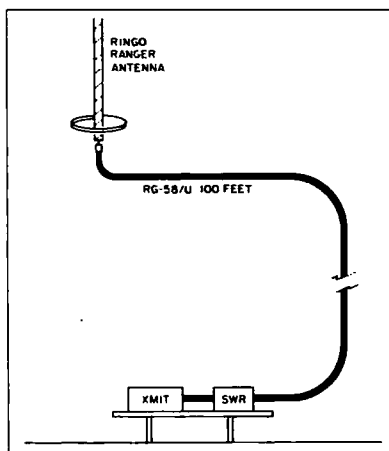 RINGO
RANGER
ANTENNA
RG-58/U 100 FEET
XMIT
SWR